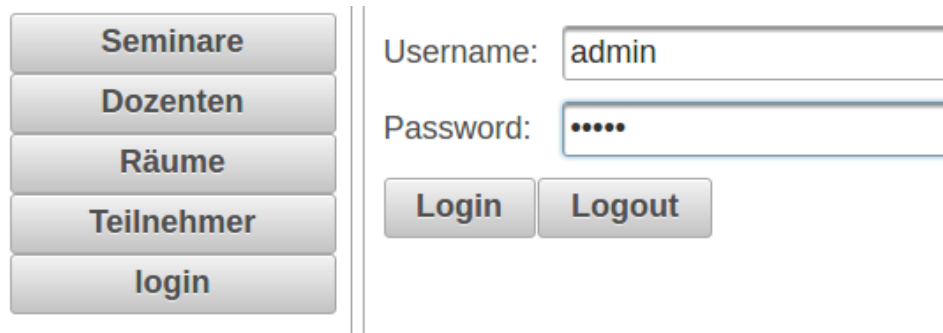 Seminare
Dozenten
Räume
Teilnehmer
login
Username: admin
Password: •••••
Login Logout